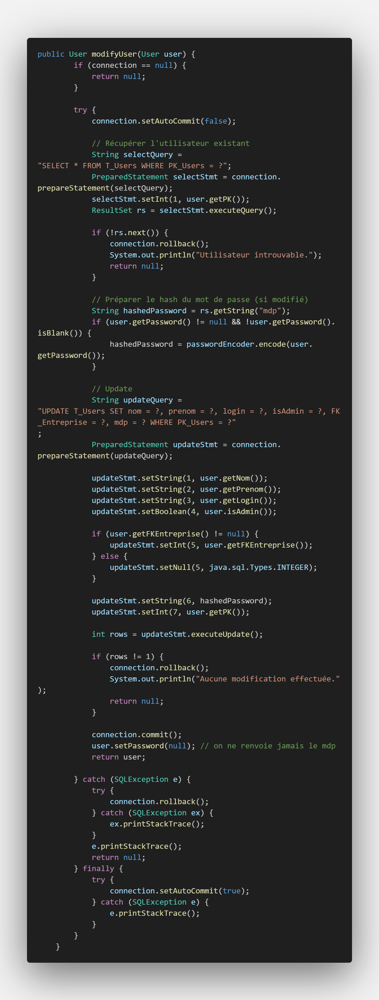 public User modifyUser(User user) {
        if (connection == null) {
            return null;
        }

        try {
            connection.setAutoCommit(false);

            // Récupérer l'utilisateur existant
            String selectQuery =
"SELECT * FROM T_Users WHERE PK_Users = ?";
            PreparedStatement selectStmt = connection.
prepareStatement(selectQuery);
            selectStmt.setInt(1, user.getPK());
            ResultSet rs = selectStmt.executeQuery();

            if (!rs.next()) {
                connection.rollback();
                System.out.println("Utilisateur introuvable.");
                return null;
            }

            // Préparer le hash du mot de passe (si modifié)
            String hashedPassword = rs.getString("mdp");
            if (user.getPassword() != null && !user.getPassword().
isBlank()) {
                hashedPassword = passwordEncoder.encode(user.
getPassword());
            }

            // Update
            String updateQuery =
"UPDATE T_Users SET nom = ?, prenom = ?, login = ?, isAdmin = ?, FK
_Entreprise = ?, mdp = ? WHERE PK_Users = ?"
;
            PreparedStatement updateStmt = connection.
prepareStatement(updateQuery);

            updateStmt.setString(1, user.getNom());
            updateStmt.setString(2, user.getPrenom());
            updateStmt.setString(3, user.getLogin());
            updateStmt.setBoolean(4, user.isAdmin());

            if (user.getFKEntreprise() != null) {
                updateStmt.setInt(5, user.getFKEntreprise());
            } else {
                updateStmt.setNull(5, java.sql.Types.INTEGER);
            }

            updateStmt.setString(6, hashedPassword);
            updateStmt.setInt(7, user.getPK());

            int rows = updateStmt.executeUpdate();

            if (rows != 1) {
                connection.rollback();
                System.out.println("Aucune modification effectuée."
);
                return null;
            }

            connection.commit();
            user.setPassword(null); // on ne renvoie jamais le mdp
            return user;

        } catch (SQLException e) {
            try {
                connection.rollback();
            } catch (SQLException ex) {
                ex.printStackTrace();
            }
            e.printStackTrace();
            return null;
        } finally {
            try {
                connection.setAutoCommit(true);
            } catch (SQLException e) {
                e.printStackTrace();
            }
        }
    }